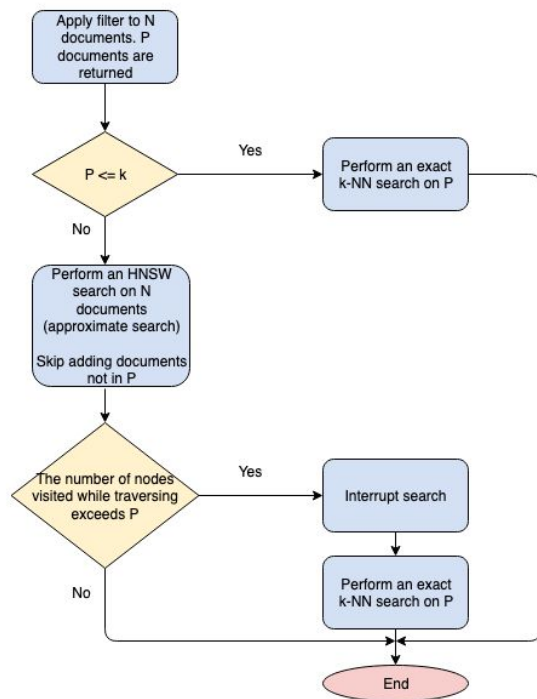 Apply filter to N
documents. P
documents are
returned
P <= k
Yes
Perform an exact
k-NN search on P
No
Perform an HNSW
search on N
documents
(approximate search)
Skip adding documents
not in P
The number of nodes
visited while traversing
exceeds P
Yes
Interrupt search
Perform an exact
k-NN search on P
No
End